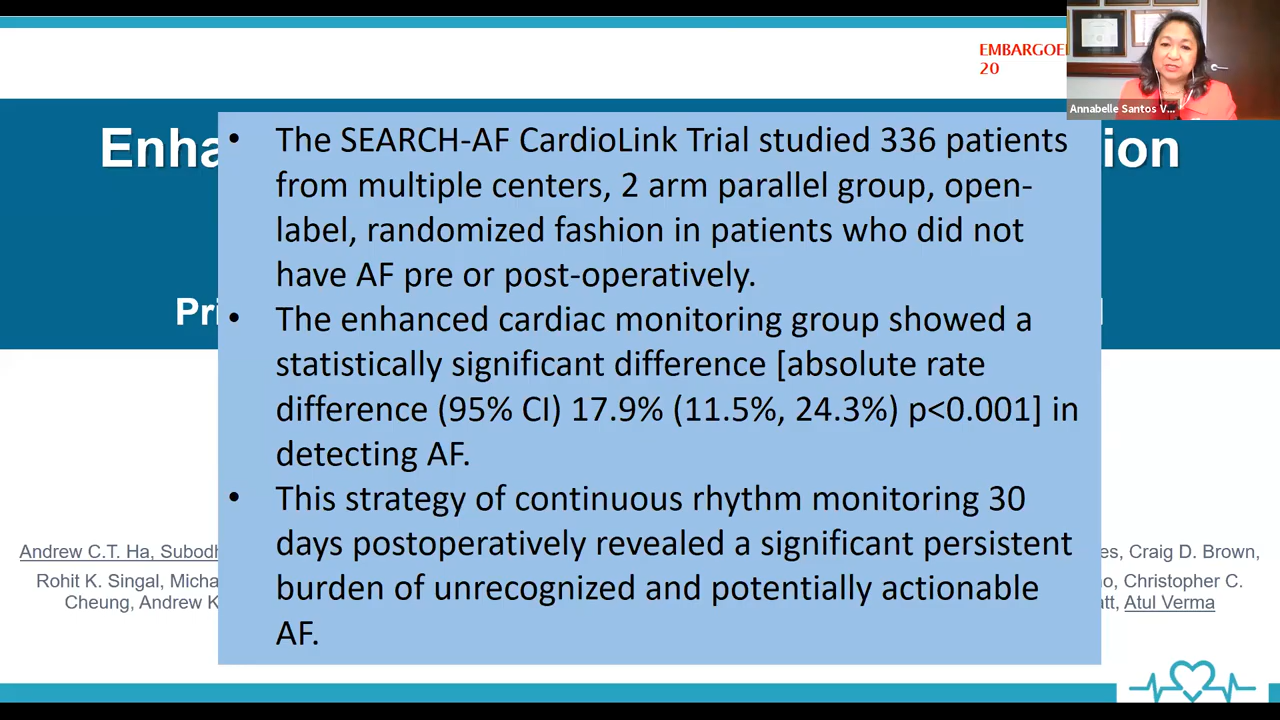 EMBARGOE
20
Annabelle Santos V...
Enha
ion
• The SEARCH-AF CardioLink Trial studied 336 patients
from multiple centers, 2 arm parallel group, open-
label, randomized fashion in patients who did not
have AF pre or post-operatively.
Pri
• The enhanced cardiac monitoring group showed a
statistically significant difference [absolute rate
difference (95% CI) 17.9% (11.5%, 24.3%) p<0.001] in
detecting AF.
• This strategy of continuous rhythm monitoring 30
days postoperatively revealed a significant persistent
burden of unrecognized and potentially actionable
AF.
Andrew C.T. Ha, Subodh
es, Craig D. Brown,
Rohit K. Singal, Micha
o, Christopher C.
Cheung, Andrew K
att, Atul Verma